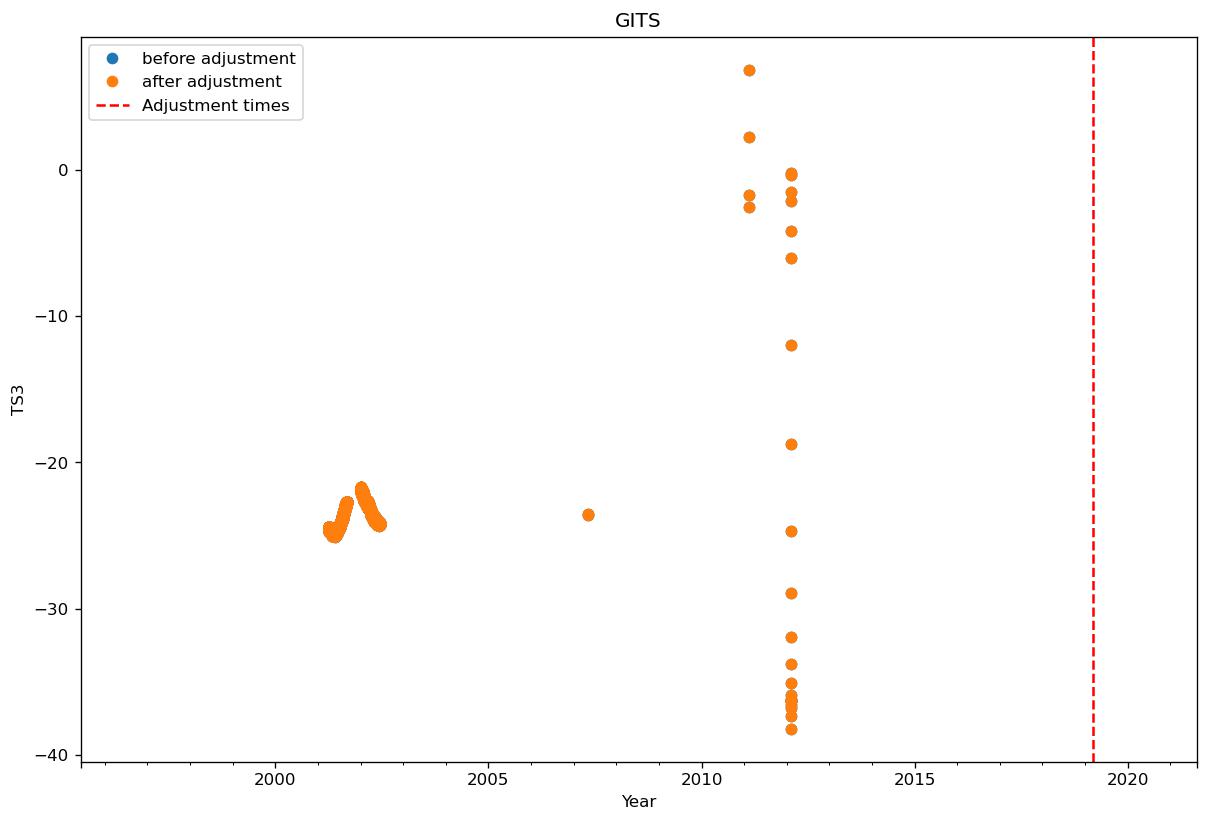 GITS
before adjustment
after adjustment
Adjustment times
0
−10
−20
−30
−40
TS3
2000 2005 2010 2015 2020
Year